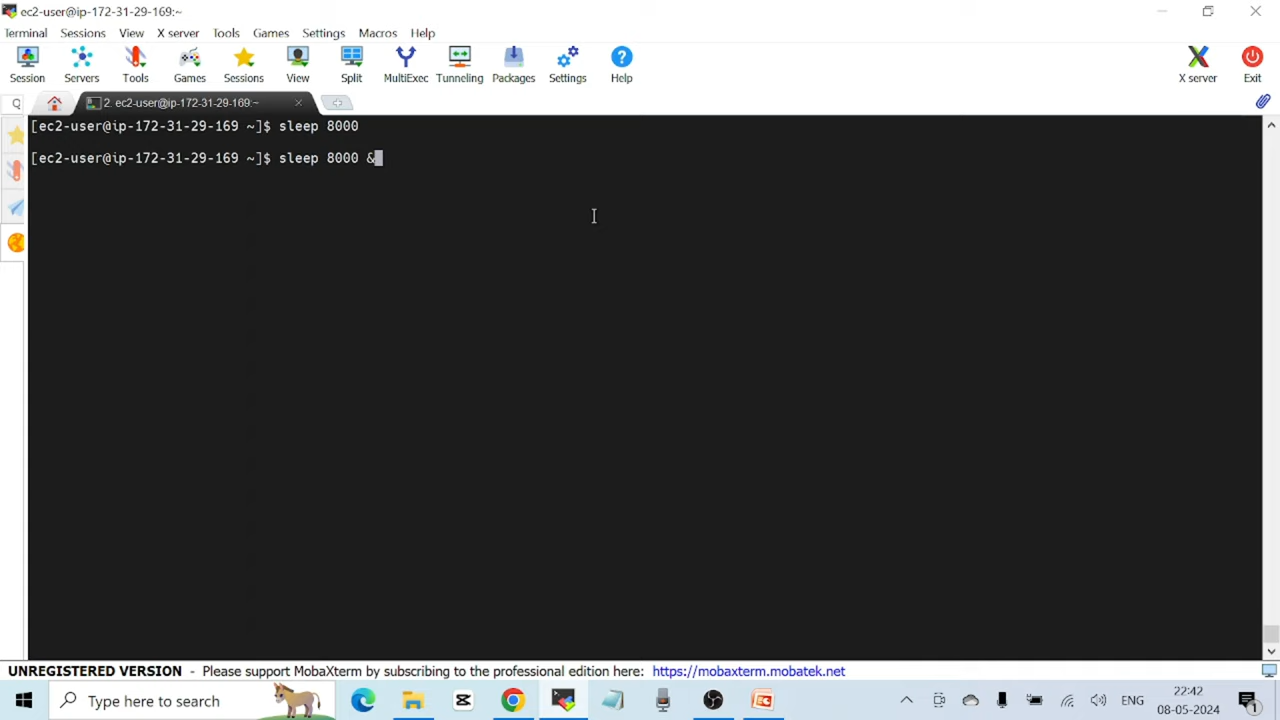 ec2-user@ip-172-31-29-169:~
Terminal Sessions View X server Tools Games Settings Macros Help
Session Servers Tools Games Sessions View Split MultiExec Tunneling Packages Settings Help X server Exit
2. ec2-user@ip-172-31-29-169:~
[ec2-user@ip-172-31-29-169 ~]$ sleep 8000
[ec2-user@ip-172-31-29-169 ~]$ sleep 8000 &
UNREGISTERED VERSION - Please support MobaXterm by subscribing to the professional edition here: https://mobaxterm.mobatek.net
Type here to search
ENG
22:42
08-05-2024
1